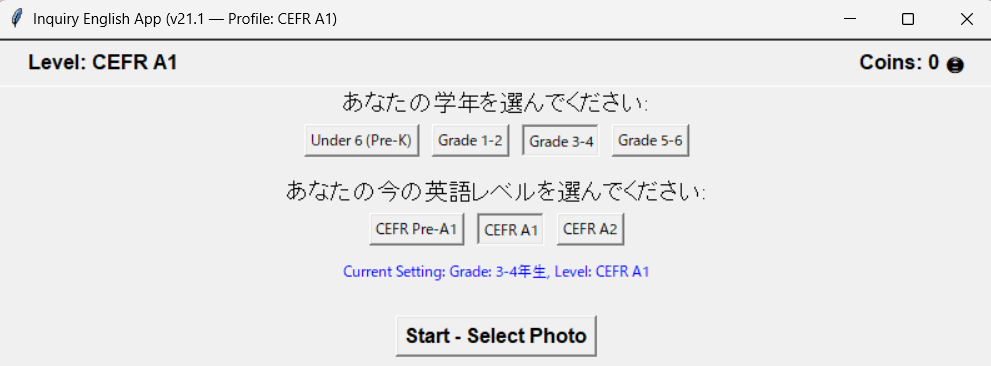 Inquiry English App (v21.1 — Profile: CEFR A1)
Level: CEFR A1 Coins: 0
あなたの学年を選んでください:
Under 6 (Pre-K) Grade 1-2 Grade 3-4 Grade 5-6
あなたの今の英語レベルを選んでください:
CEFR Pre-A1 CEFR A1 CEFR A2
Current Setting: Grade: 3-4年生, Level: CEFR A1
Start - Select Photo